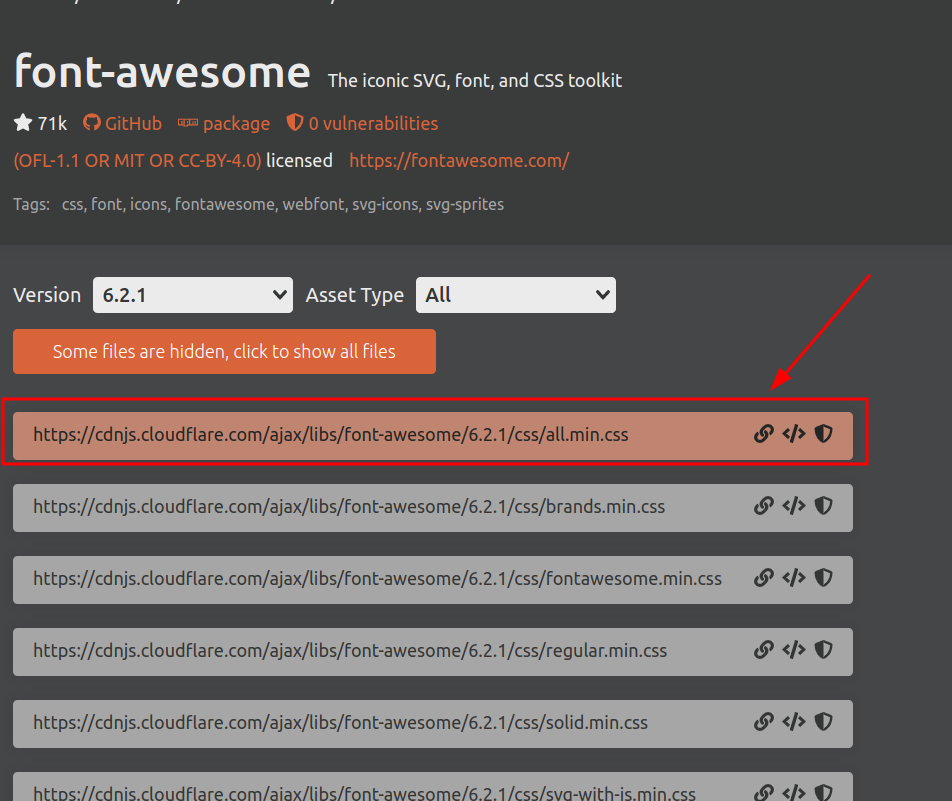 font-awesome The iconic SVG, font, and CSS toolkit
71k GitHub npm package 0 vulnerabilities
(OFL-1.1 OR MIT OR CC-BY-4.0) licensed https://fontawesome.com/
Tags: css, font, icons, fontawesome, webfont, svg-icons, svg-sprites
Version 6.2.1 Asset Type All
Some files are hidden, click to show all files
https://cdnjs.cloudflare.com/ajax/libs/font-awesome/6.2.1/css/all.min.css
https://cdnjs.cloudflare.com/ajax/libs/font-awesome/6.2.1/css/brands.min.css
https://cdnjs.cloudflare.com/ajax/libs/font-awesome/6.2.1/css/fontawesome.min.css
https://cdnjs.cloudflare.com/ajax/libs/font-awesome/6.2.1/css/regular.min.css
https://cdnjs.cloudflare.com/ajax/libs/font-awesome/6.2.1/css/solid.min.css
https://cdnjs.cloudflare.com/ajax/libs/font-awesome/6.2.1/css/svg-with-js.min.css